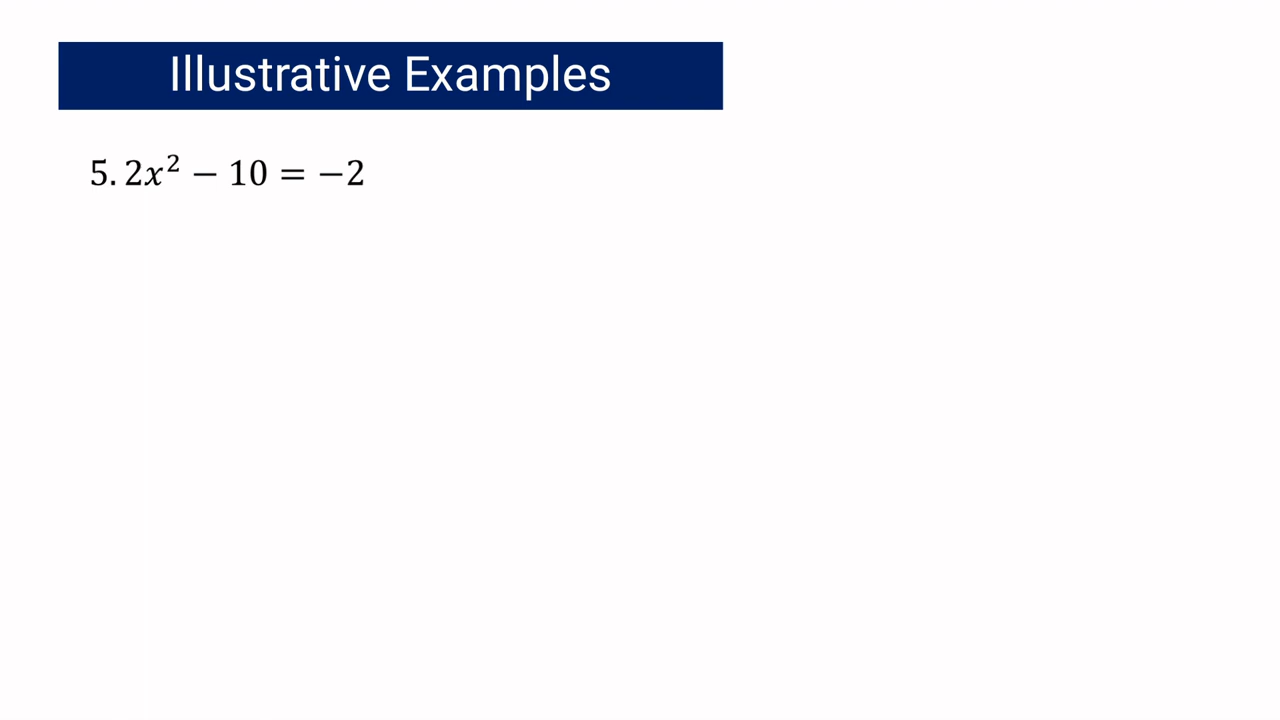 Illustrative Examples
5. 2x² − 10 = −2